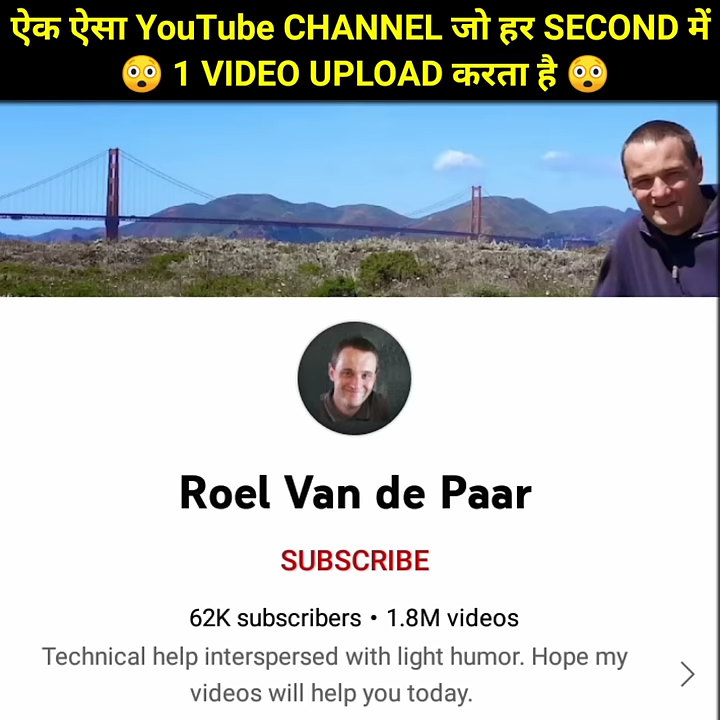 ऐक ऐसा YouTube CHANNEL जो हर SECOND में
😳 1 VIDEO UPLOAD करता है 😳
Roel Van de Paar
SUBSCRIBE
62K subscribers • 1.8M videos
Technical help interspersed with light humor. Hope my
videos will help you today.